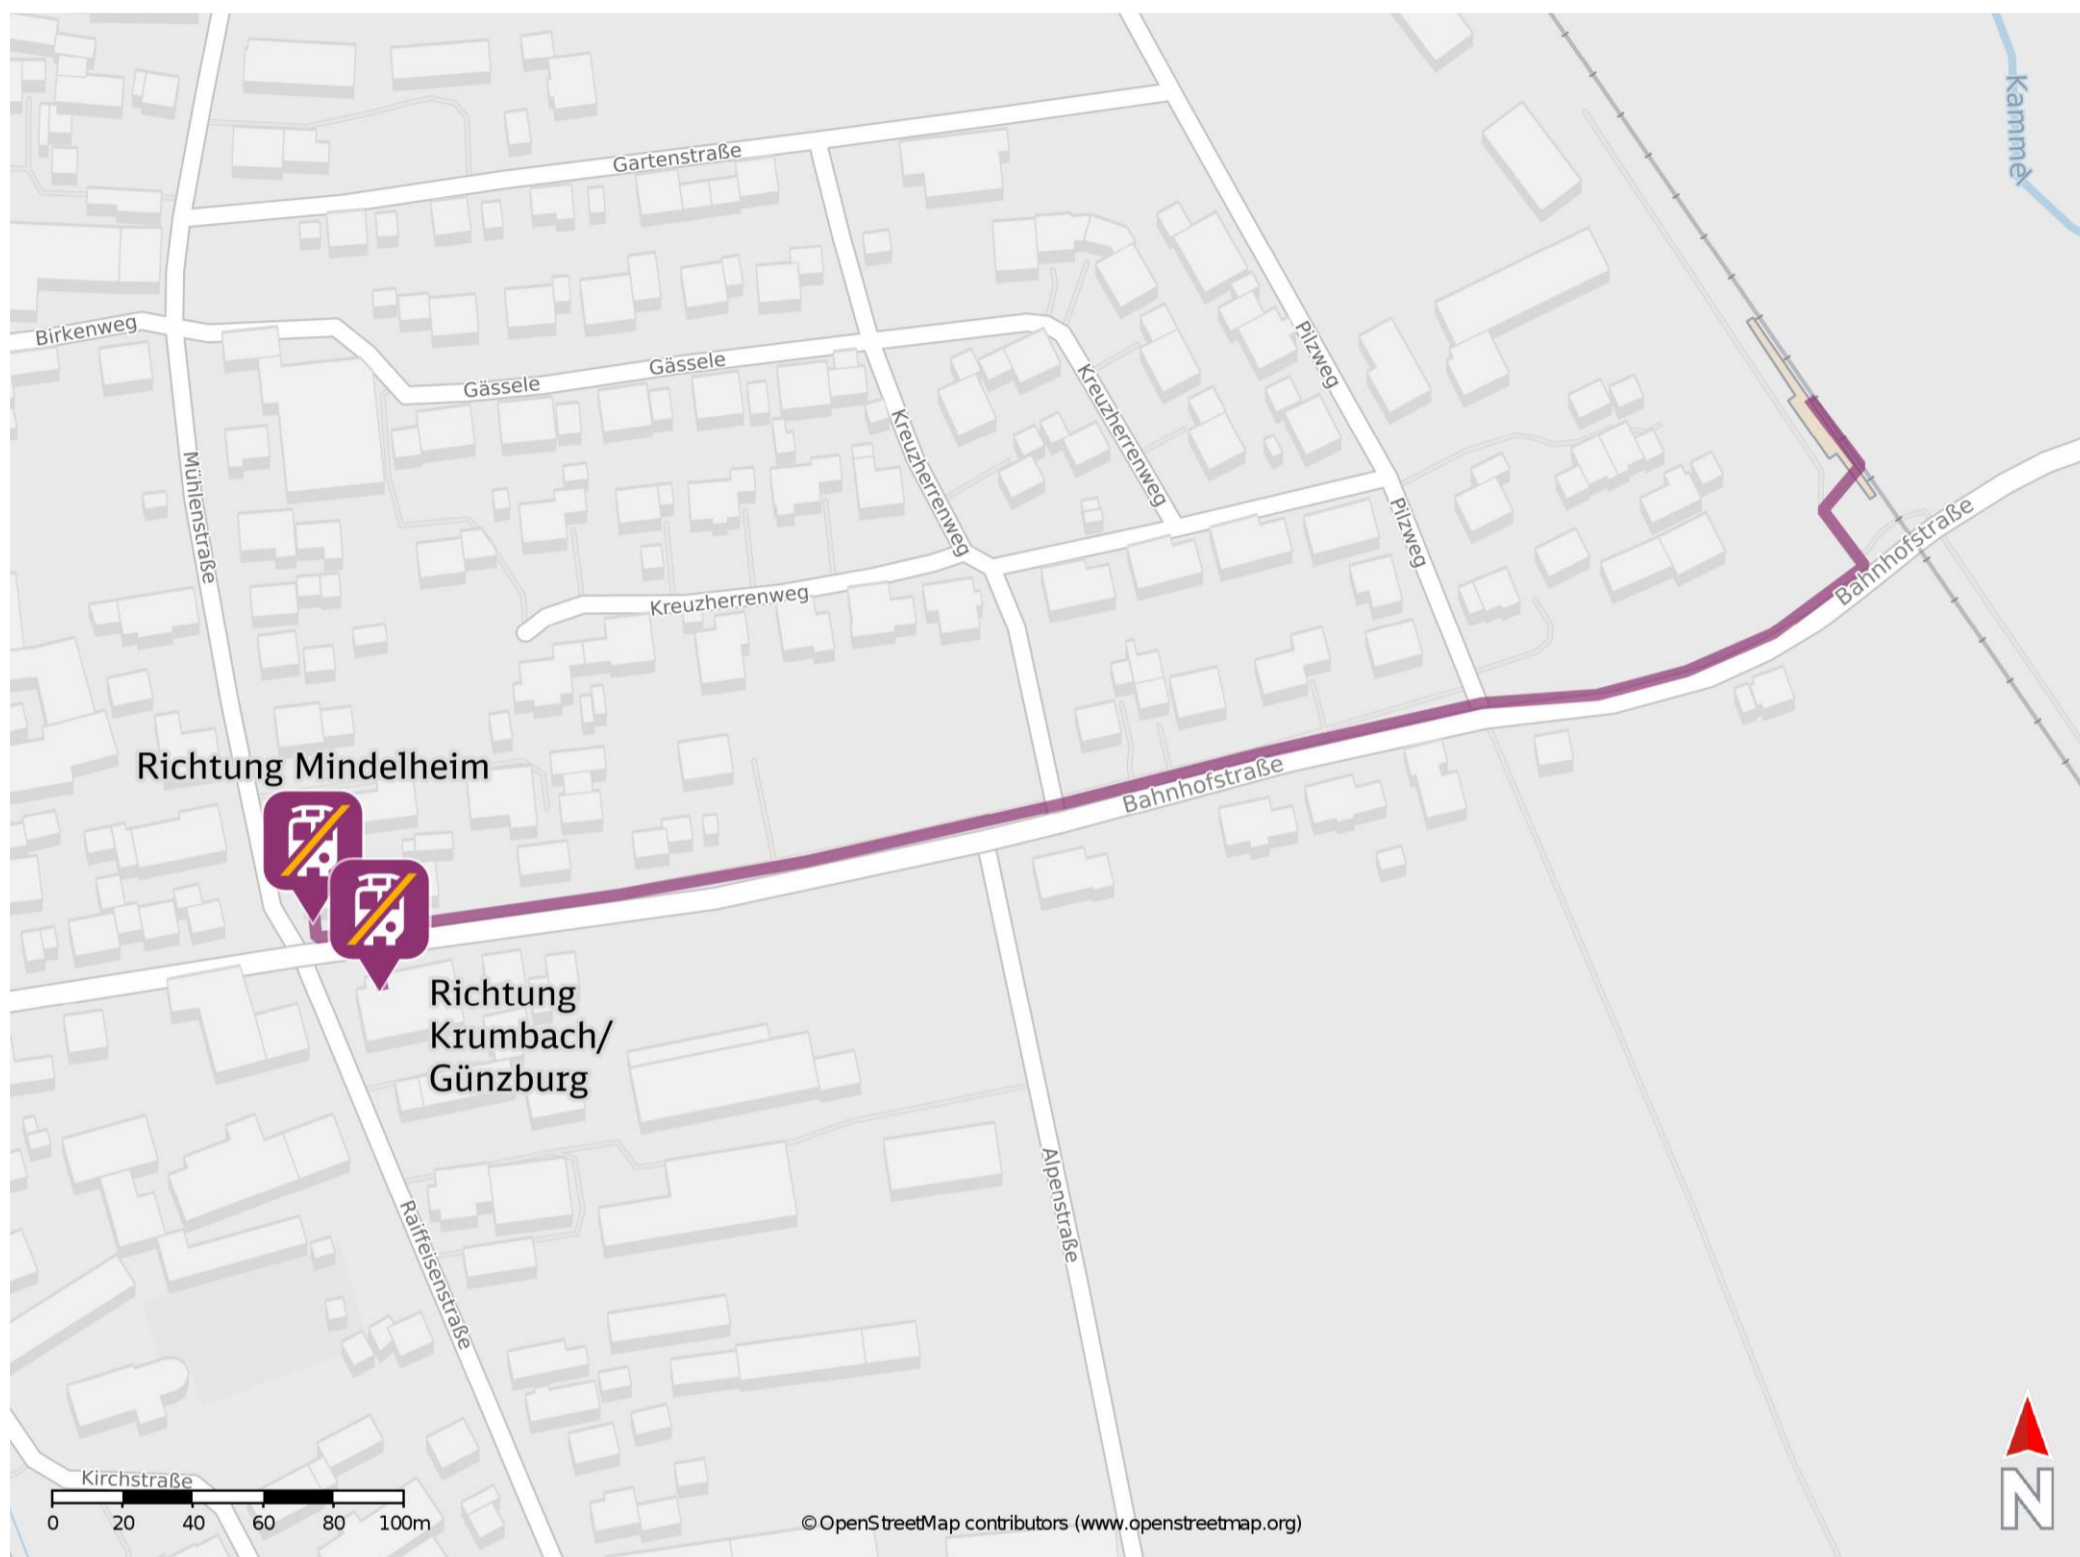 Kammel
Gartenstraße
Birkenweg
Gässele
Gässele
Pilzweg
Kreuzherrenweg
Kreuzherrenweg
Mühlenstraße
Pilzweg
Bahnhofstraße
Kreuzherrenweg
Richtung Mindelheim
Bahnhofstraße
Richtung
Krumbach/
Günzburg
Alpenstraße
Raiffeisenstraße
Kirchstraße
0 20 40 60 80 100m
© OpenStreetMap contributors (www.openstreetmap.org)
N